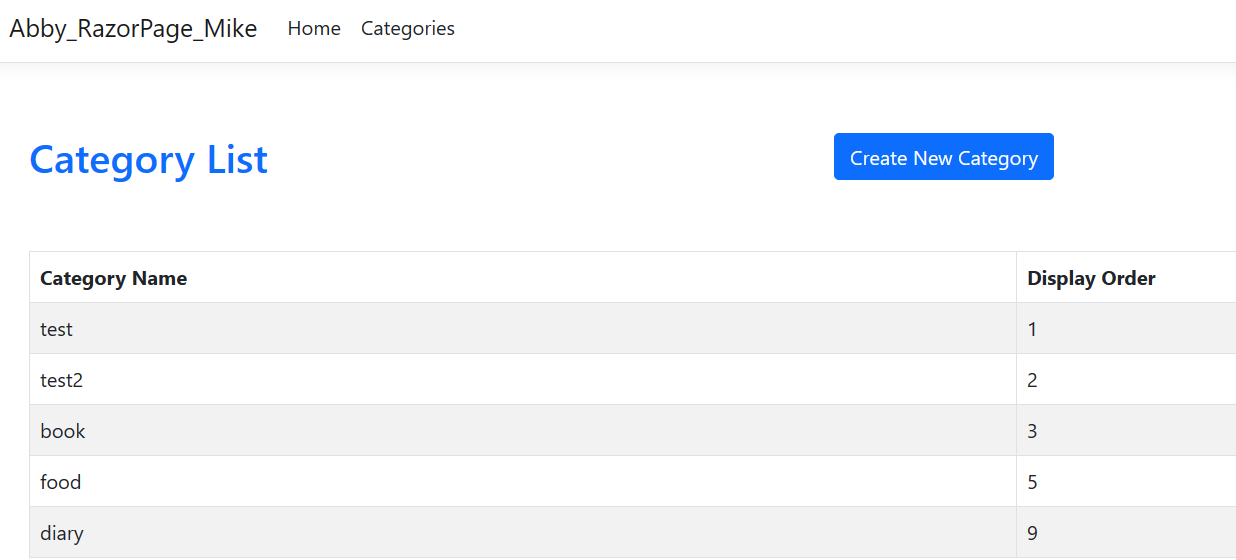 Abby_RazorPage_Mike Home Categories
Category List Create New Category
Category Name Display Order
test 1
test2 2
book 3
food 5
diary 9